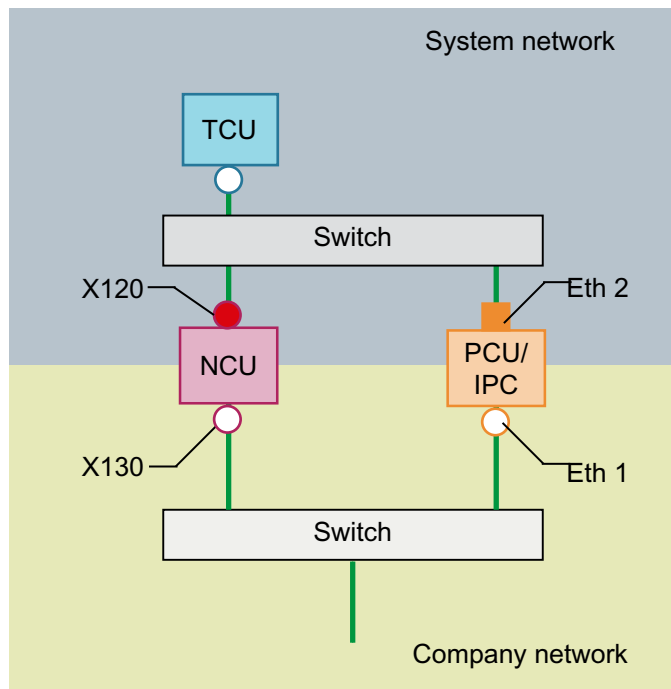 System network
TCU
Switch
X120
Eth 2
NCU
PCU/
IPC
X130
Eth 1
Switch
Company network